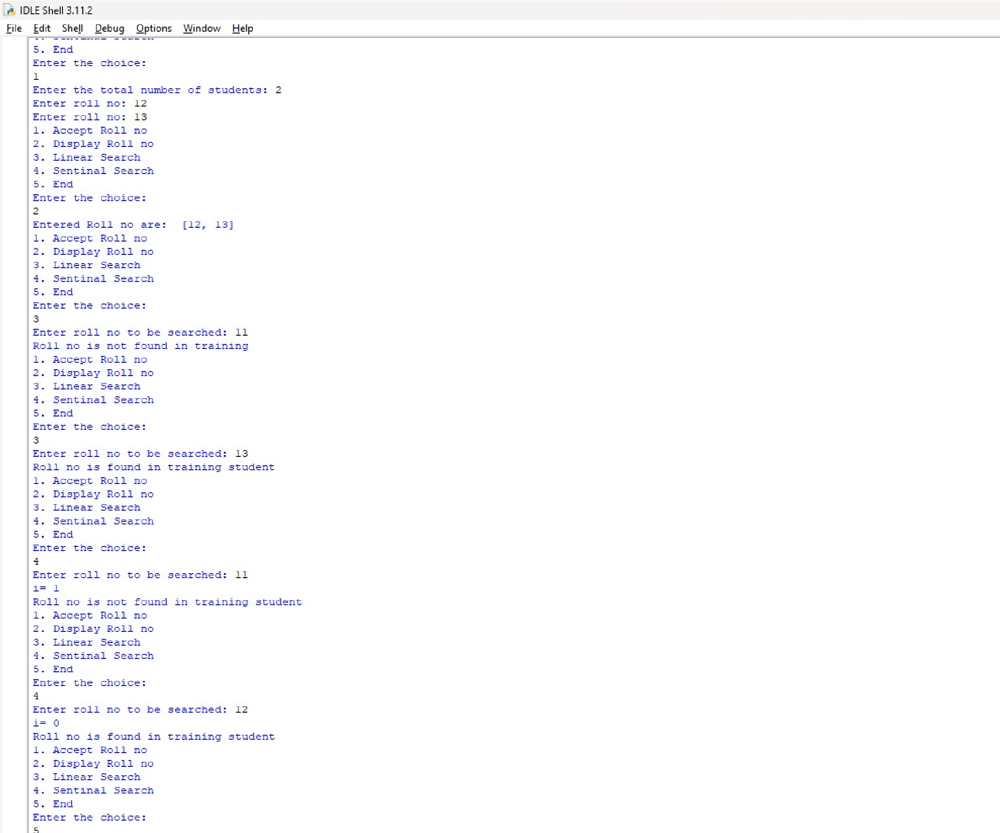 IDLE Shell 3.11.2
File Edit Shell Debug Options Window Help
5. End
Enter the choice:
1
Enter the total number of students: 2
Enter roll no: 12
Enter roll no: 13
1. Accept Roll no
2. Display Roll no
3. Linear Search
4. Sentinal Search
5. End
Enter the choice:
2
Entered Roll no are:  [12, 13]
1. Accept Roll no
2. Display Roll no
3. Linear Search
4. Sentinal Search
5. End
Enter the choice:
3
Enter roll no to be searched: 11
Roll no is not found in training
1. Accept Roll no
2. Display Roll no
3. Linear Search
4. Sentinal Search
5. End
Enter the choice:
3
Enter roll no to be searched: 13
Roll no is found in training student
1. Accept Roll no
2. Display Roll no
3. Linear Search
4. Sentinal Search
5. End
Enter the choice:
4
Enter roll no to be searched: 11
i= 1
Roll no is not found in training student
1. Accept Roll no
2. Display Roll no
3. Linear Search
4. Sentinal Search
5. End
Enter the choice:
4
Enter roll no to be searched: 12
i= 0
Roll no is found in training student
1. Accept Roll no
2. Display Roll no
3. Linear Search
4. Sentinal Search
5. End
Enter the choice:
5